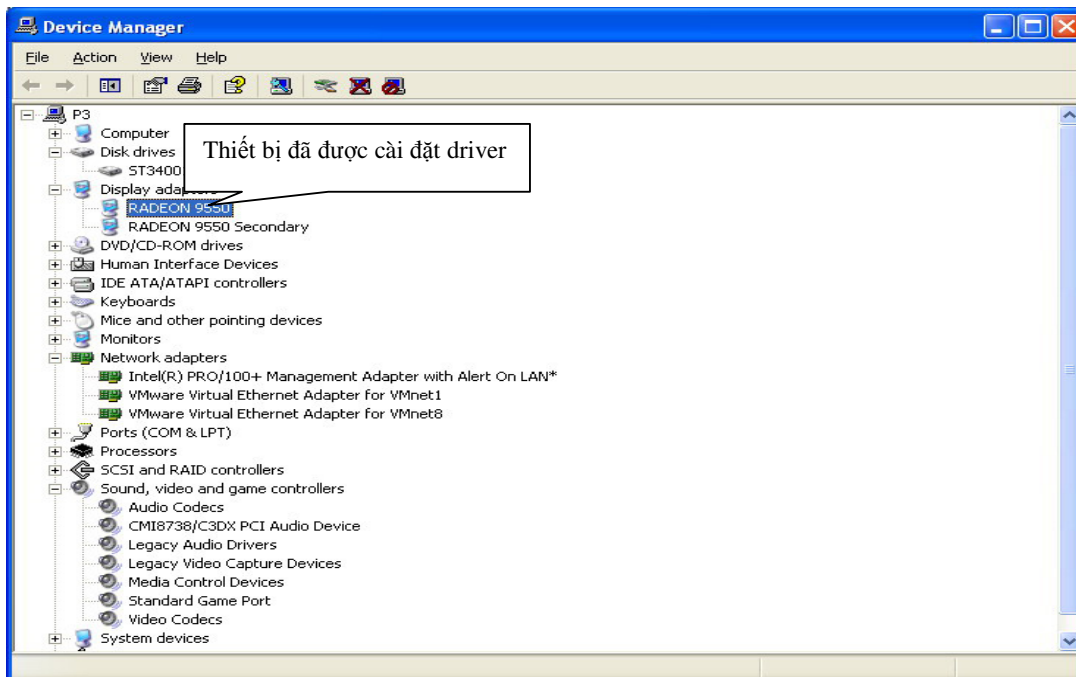 Device Manager
File Action View Help
P3
Computer
Disk drives
Thiết bị đã được cài đặt driver
ST3400
Display
RADEON 9550
RADEON 9550 Secondary
DVD/CD-ROM drives
Human Interface Devices
IDE ATA/ATAPI controllers
Keyboards
Mice and other pointing devices
Monitors
Network adapters
Intel(R) PRO/100+ Management Adapter with Alert On LAN*
VMware Virtual Ethernet Adapter for VMnet1
VMware Virtual Ethernet Adapter for VMnet8
Ports (COM & LPT)
Processors
SCSI and RAID controllers
Sound, video and game controllers
Audio Codecs
CMI8738/C3DX PCI Audio Device
Legacy Audio Drivers
Legacy Video Capture Devices
Media Control Devices
Standard Game Port
Video Codecs
System devices